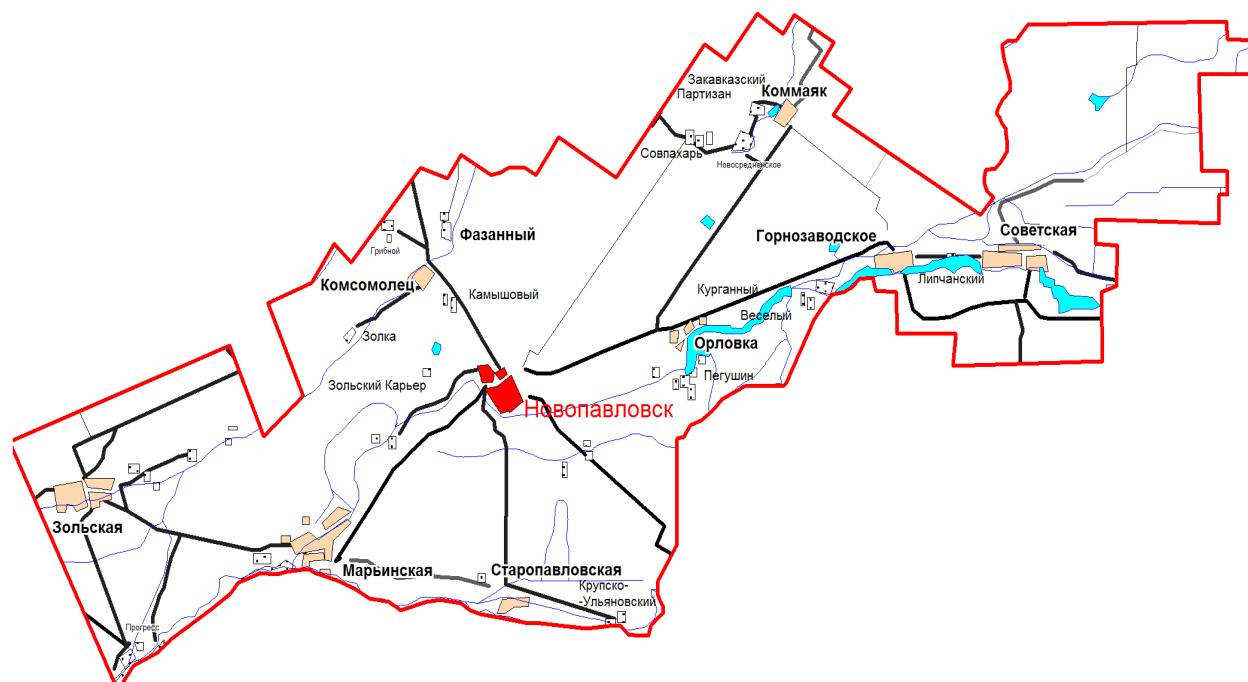 Закавказский
Партизан
Коммаяк
Совпахарь
Новосредненское
Фазанный
Грибной
Комсомолец
Камышовый
Золка
Зольский Карьер
Новопавловск
Горнозаводское
Советская
Липчанский
Курганный
Веселый
Орловка
Пегушин
Зольская
Марьинская
Старопавловская
Крупско-
-Ульяновский
Прогресс